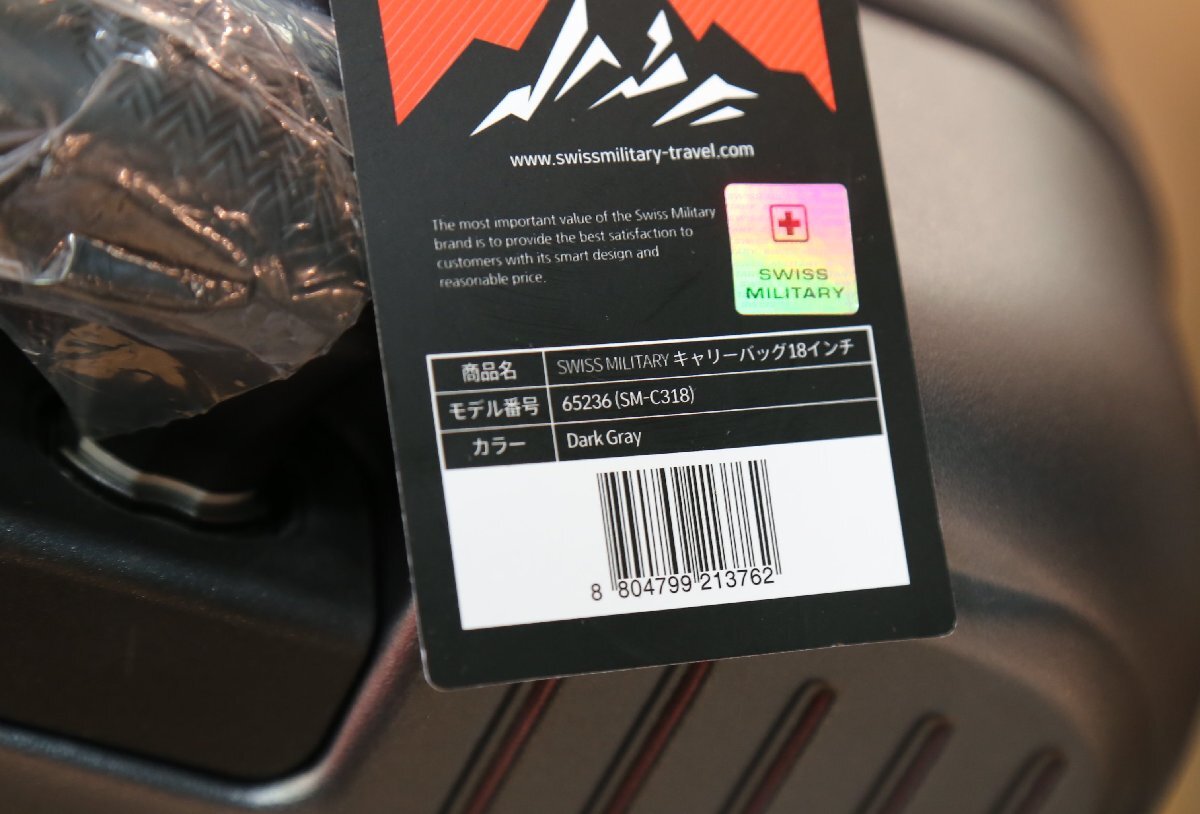 www.swissmilitary-travel.com
The most important value of the Swiss Military
brand is to provide the best satisfaction to
customers with its smart design and
reasonable price.
SWISS
MILITARY
商品名 SWISS MILITARY キャリーバッグ18インチ
モデル番号 65236 (SM-C318)
カラー Dark Gray
8 804799 213762